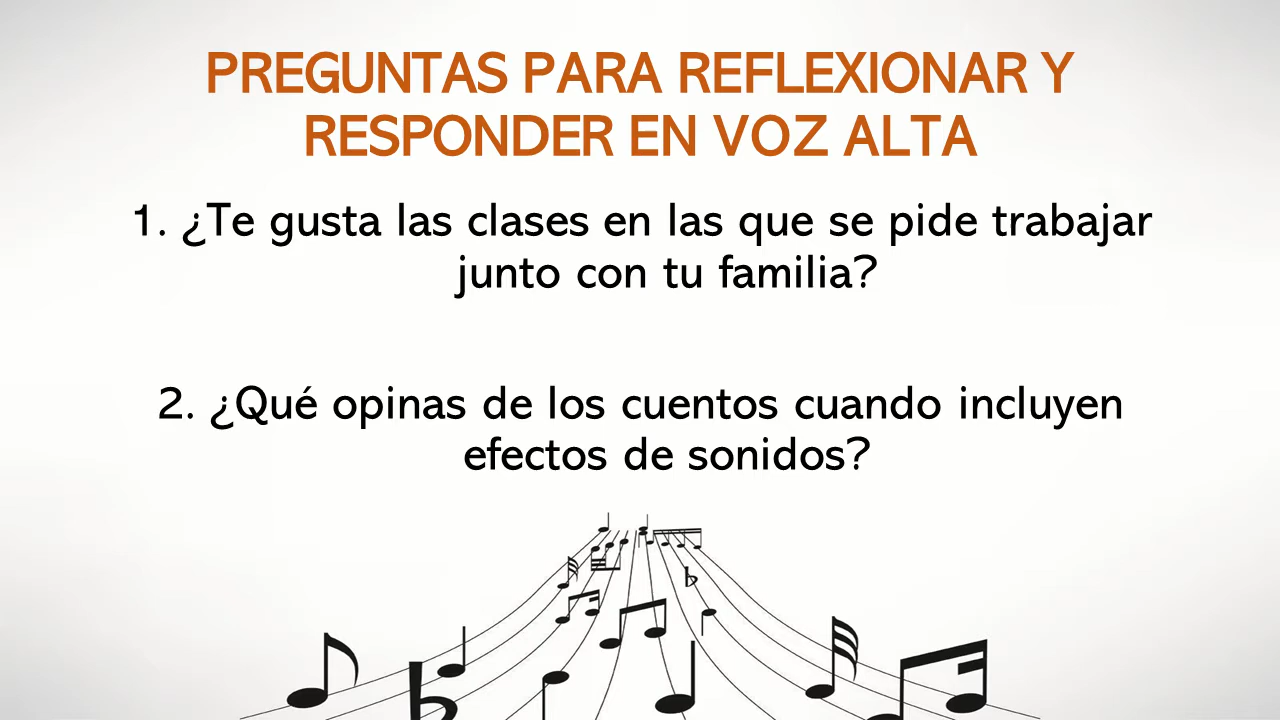 PREGUNTAS PARA REFLEXIONAR Y
RESPONDER EN VOZ ALTA
1. ¿Te gusta las clases en las que se pide trabajar
junto con tu familia?
2. ¿Qué opinas de los cuentos cuando incluyen
efectos de sonidos?